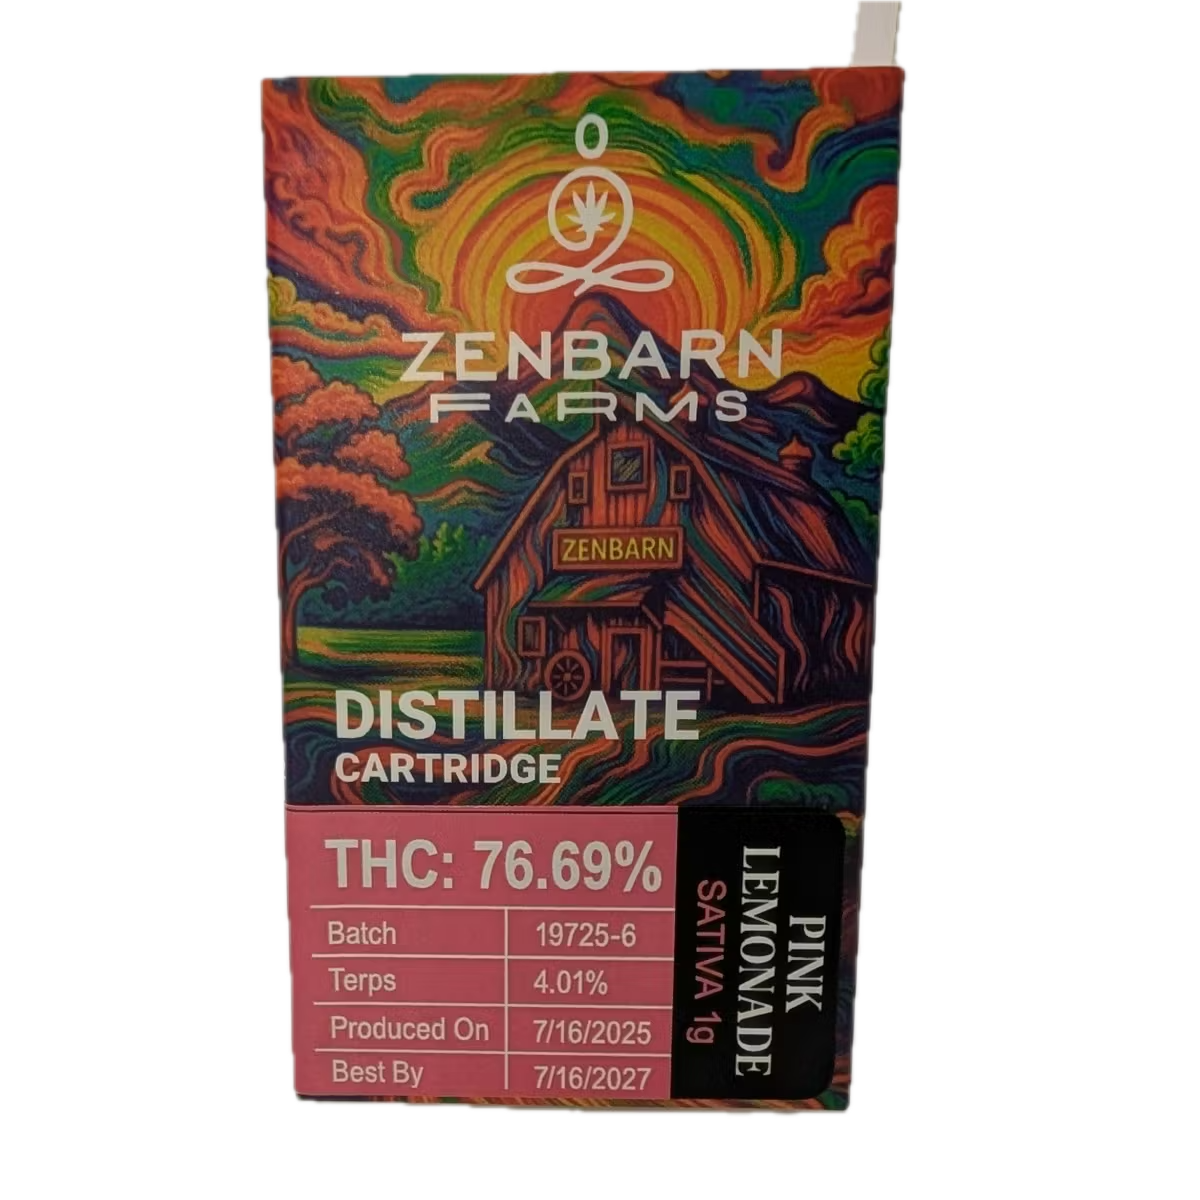 ZENBARN
FARMS
ZENBARN
DISTILLATE
CARTRIDGE
THC: 76.69%
Batch 19725-6
Terps 4.01%
Produced On 7/16/2025
Best By 7/16/2027
PINK
LEMONADE
SATIVA 1g